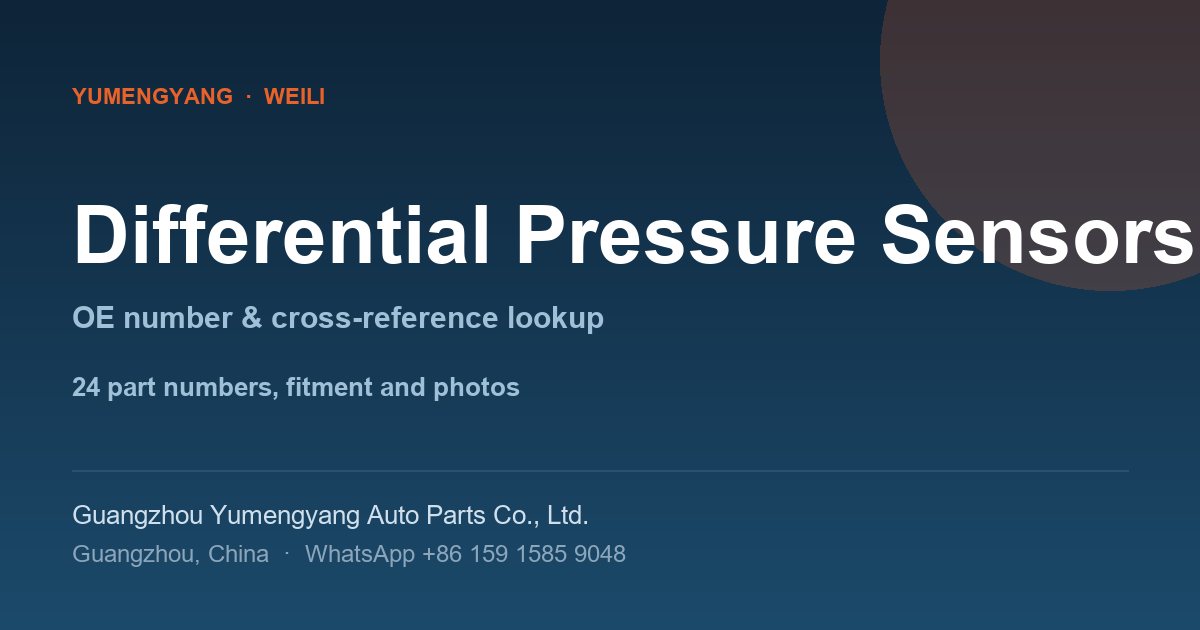 YUMENGYANG · WEILI
Differential Pressure Sensors
OE number & cross-reference lookup
24 part numbers, fitment and photos
Guangzhou Yumengyang Auto Parts Co., Ltd.
Guangzhou, China · WhatsApp +86 159 1585 9048